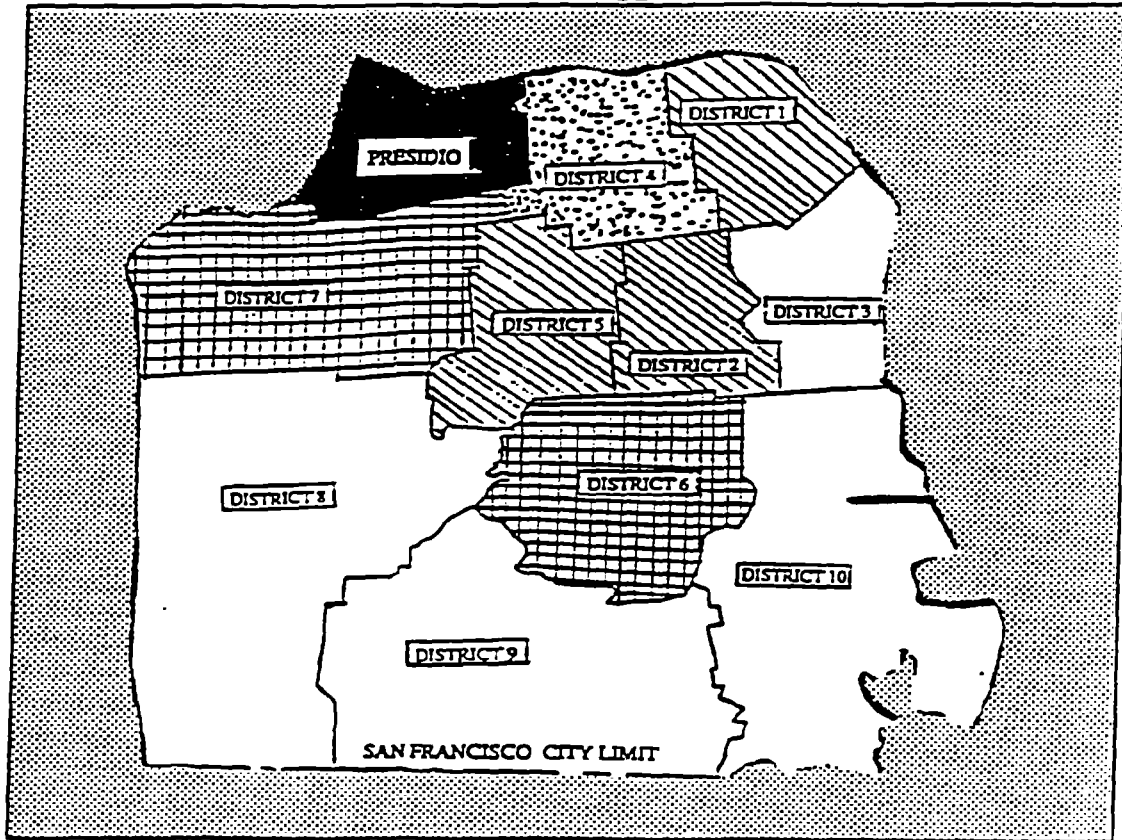 DISTRICT 1
PRESIDIO
DISTRICT 4
DISTRICT 7
DISTRICT 3
DISTRICT 5
DISTRICT 2
DISTRICT 6
DISTRICT 8
DISTRICT 10
DISTRICT 9
SAN FRANCISCO CITY LIMIT